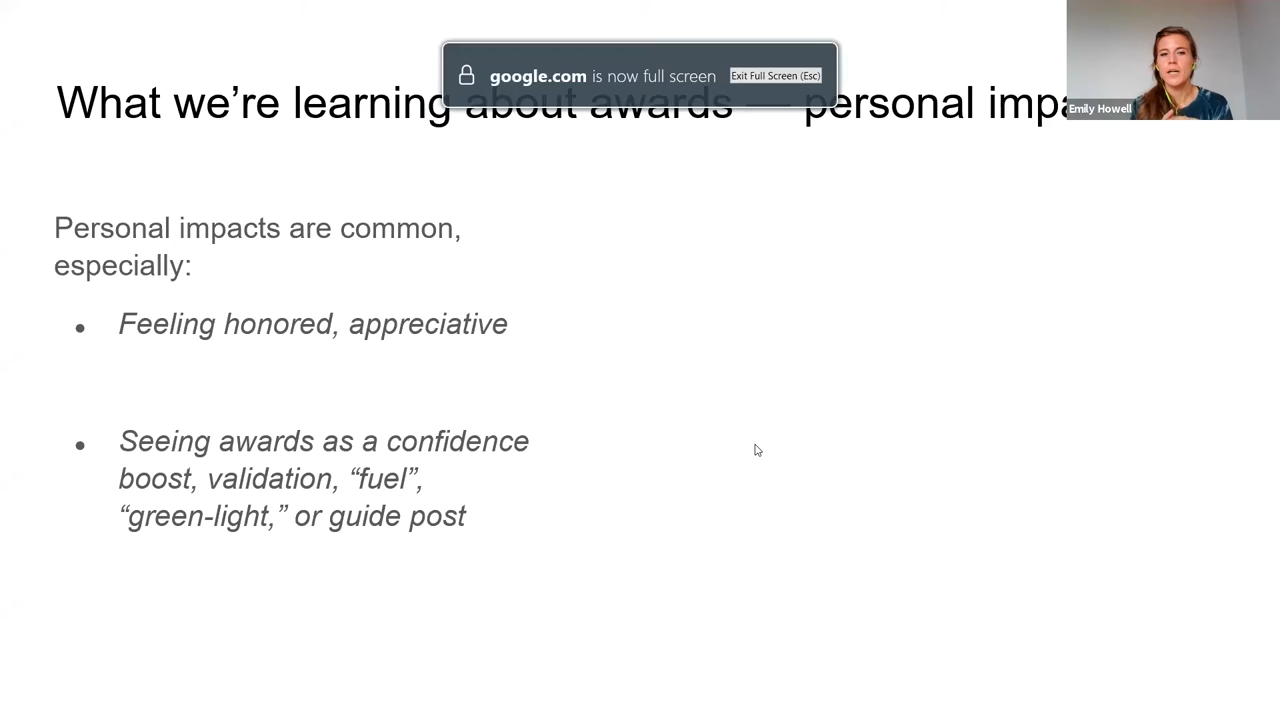 google.com is now full screen Exit Full Screen (Esc)
What we're learning about awards — personal impa
Emily Howell
Personal impacts are common,
especially:
● Feeling honored, appreciative
● Seeing awards as a confidence
boost, validation, “fuel”,
“green-light,” or guide post